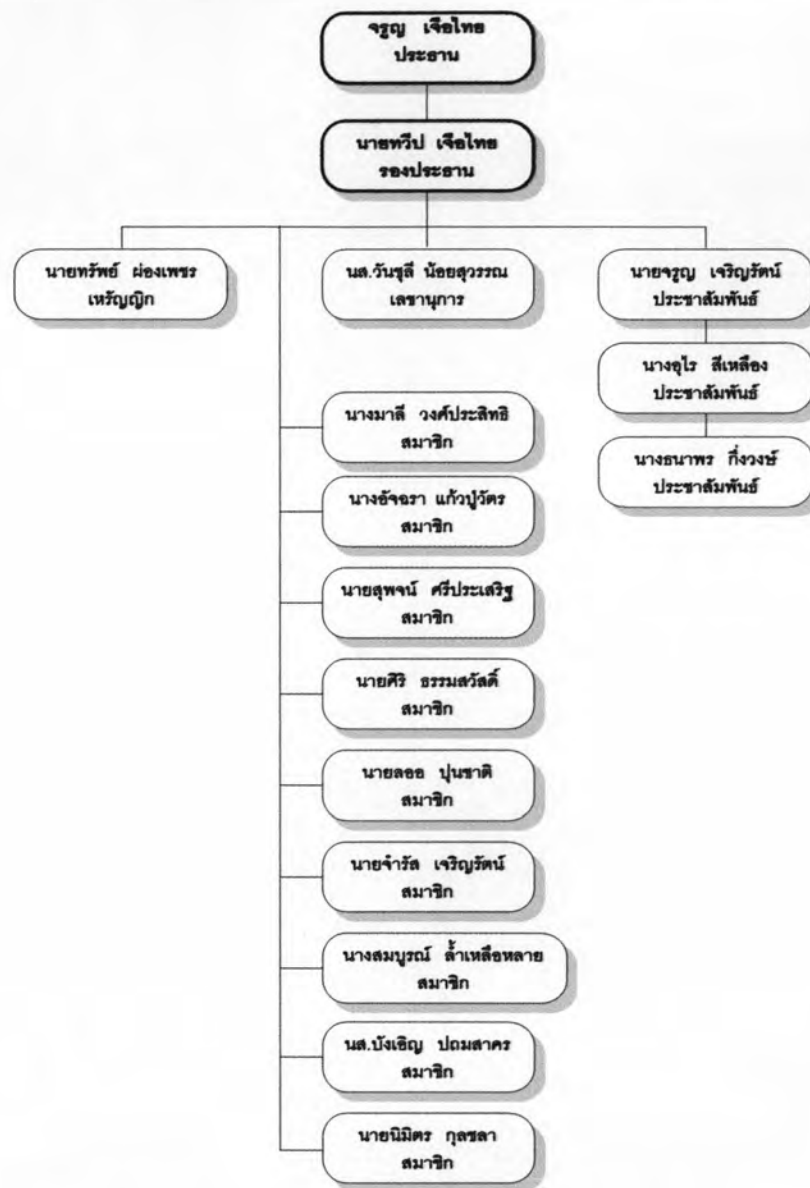 จรูญ เจือไทย
ประธาน
นายทวีป เจือไทย
รองประธาน
นายทรัพย์ ผ่องเพชร
เหรัญญิก
นส.วันชุลี น้อยสุวรรณ
เลขานุการ
นายจรูญ เจริญรัตน์
ประชาสัมพันธ์
นางอุไร สีเหลือง
ประชาสัมพันธ์
นางธนาพร กึ่งวงษ์
ประชาสัมพันธ์
นางมาลี วงศ์ประสิทธิ
สมาชิก
นางอัจฉรา แก้วปู่วัตร
สมาชิก
นายสุพจน์ ศรีประเสริฐ
สมาชิก
นายศิริ ธรรมสวัสดิ์
สมาชิก
นายลออ ปุ่นชาติ
สมาชิก
นายจำรัส เจริญรัตน์
สมาชิก
นางสมบูรณ์ ล้ำเหลือหลาย
สมาชิก
นส.บังเอิญ ปถมสาคร
สมาชิก
นายนิมิตร กุลชลา
สมาชิก